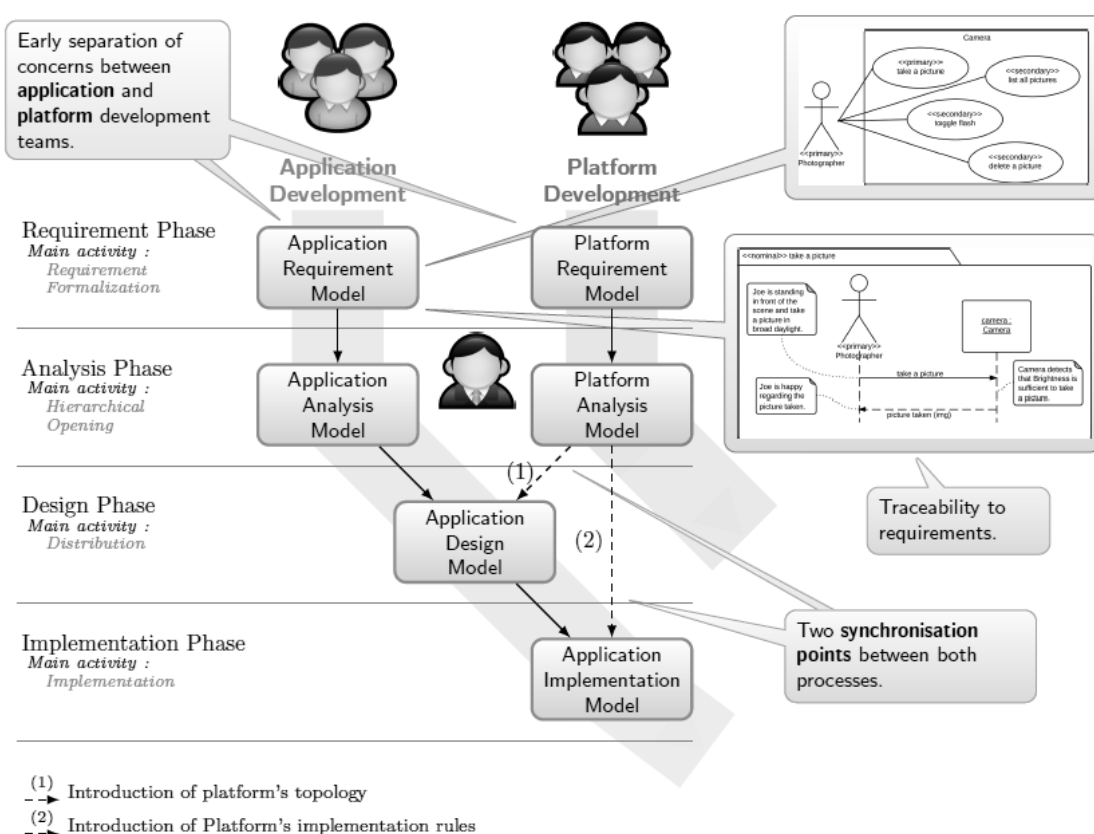 Early separation of
concerns between
application and
platform development
teams.
Application
Development
Platform
Development
Camera
<<primary>>
take a picture
<<secondary>>
list all pictures
<<secondary>>
toggle flash
<<secondary>>
delete a picture
<<primary>>
Photographer
Requirement Phase
Main activity :
Requirement
Formalization
Application
Requirement
Model
Platform
Requirement
Model
<<nominal>> take a picture
Joe is standing
in front of the
scene and take
a picture in
broad daylight.
<<primary>>
Photographer
camera :
Camera
take a picture
Camera detects
that Brightness is
sufficient to take
a picture.
Joe is happy
regarding the
picture taken.
picture taken (img)
Analysis Phase
Main activity :
Hierarchical
Opening
Application
Analysis
Model
Platform
Analysis
Model
(1)
Traceability to
requirements.
Design Phase
Main activity :
Distribution
Application
Design
Model
(2)
Two synchronisation
points between both
processes.
Implementation Phase
Main activity :
Implementation
Application
Implementation
Model
(1) Introduction of platform's topology
(2) Introduction of Platform's implementation rules